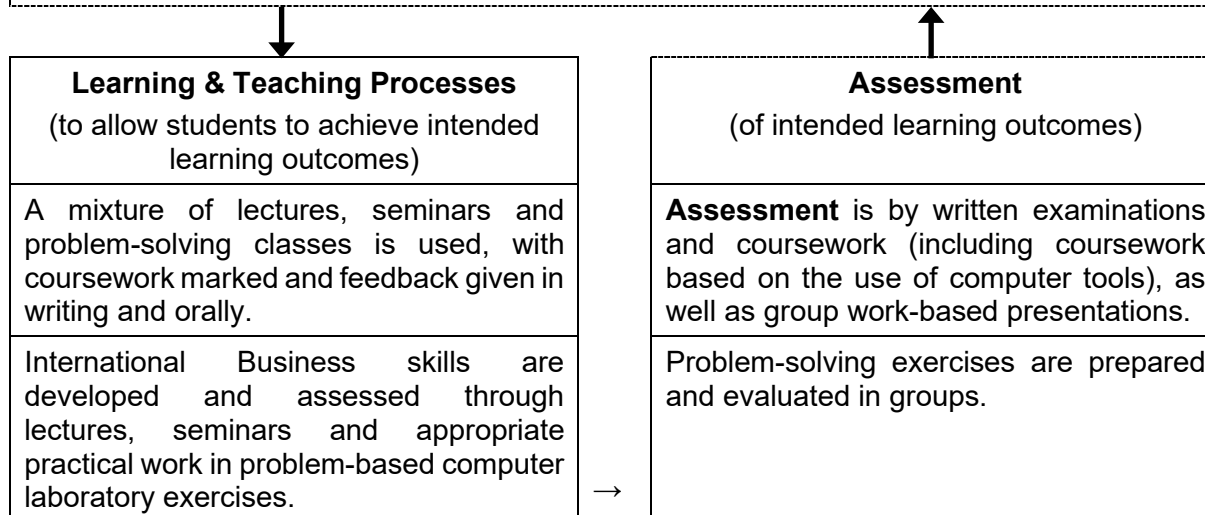 Learning & Teaching Processes
(to allow students to achieve intended
learning outcomes)
A mixture of lectures, seminars and
problem-solving classes is used, with
coursework marked and feedback given in
writing and orally.
International Business skills are
developed and assessed through
lectures, seminars and appropriate
practical work in problem-based computer
laboratory exercises.
→
Assessment
(of intended learning outcomes)
Assessment is by written examinations
and coursework (including coursework
based on the use of computer tools), as
well as group work-based presentations.
Problem-solving exercises are prepared
and evaluated in groups.